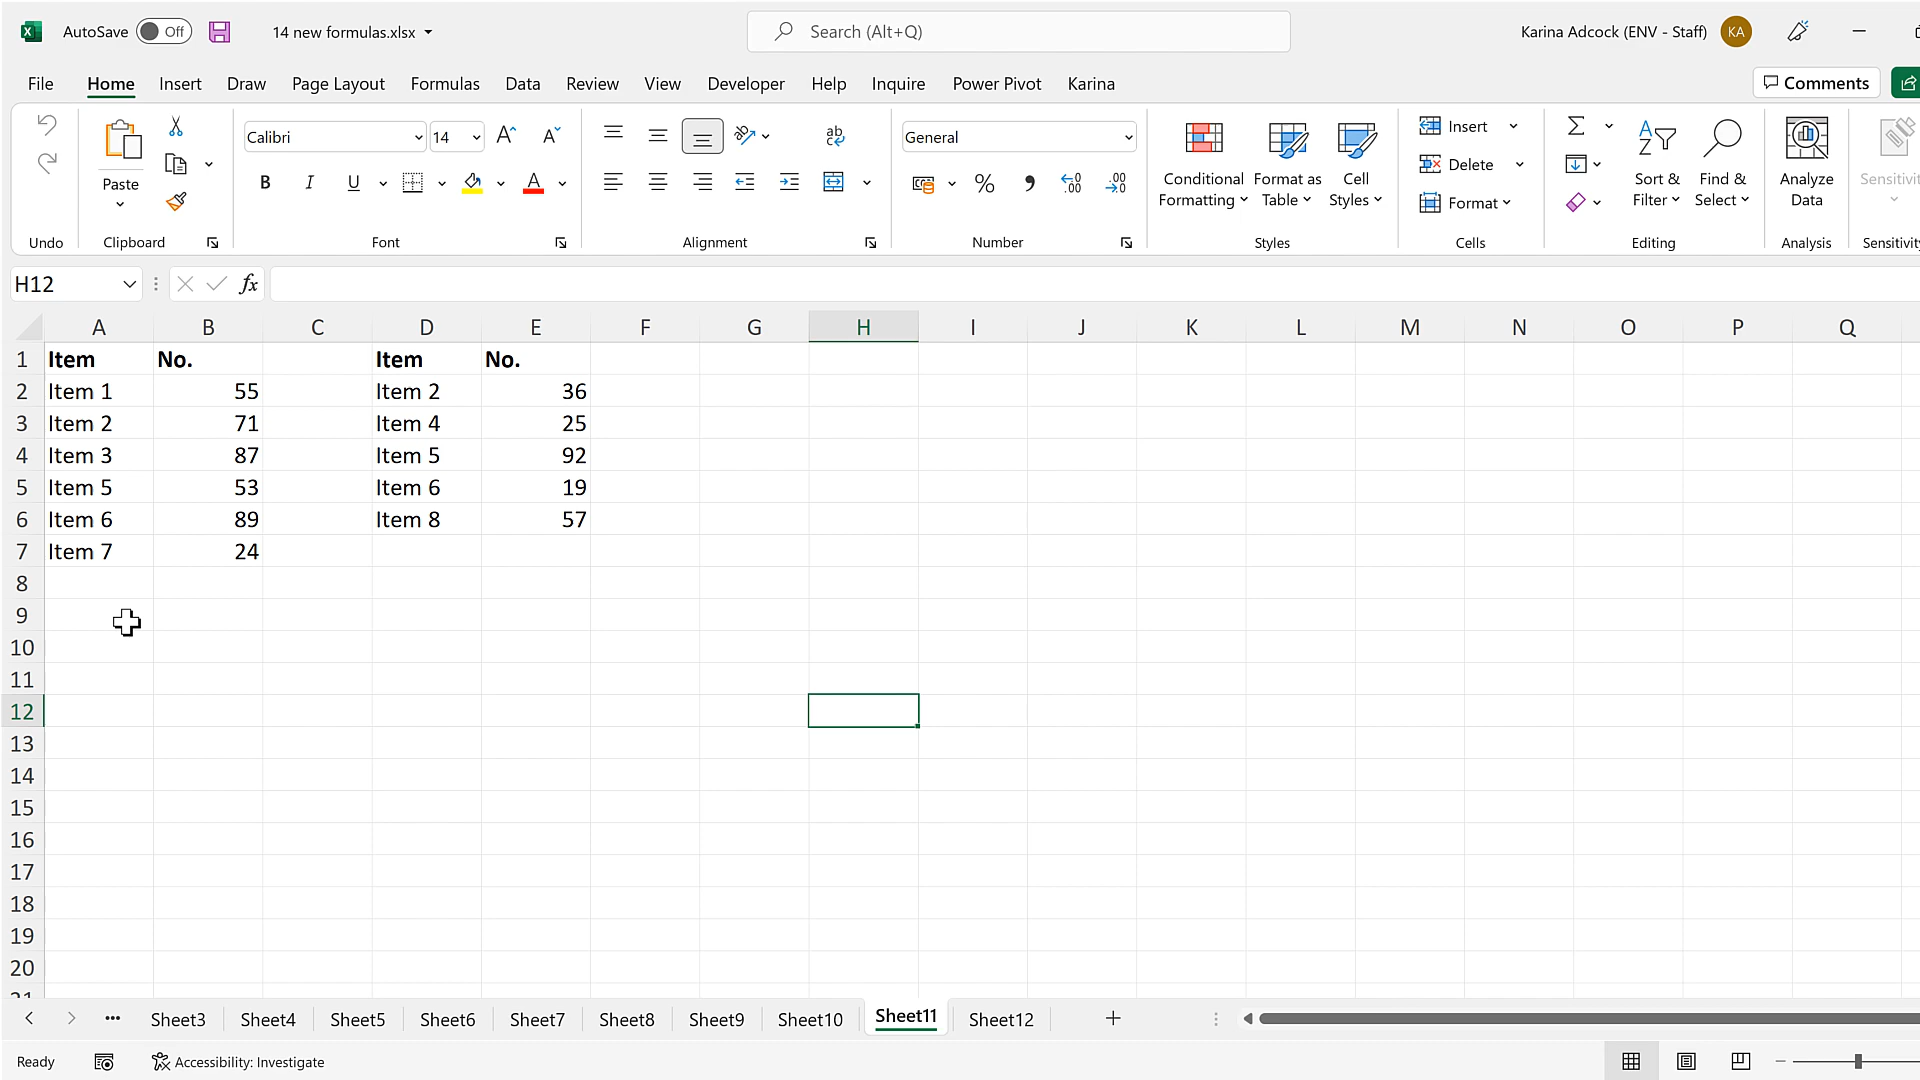 AutoSave Off 14 new formulas.xlsx Search (Alt+Q) Karina Adcock (ENV - Staff) KA
File Home Insert Draw Page Layout Formulas Data Review View Developer Help Inquire Power Pivot Karina Comments
Calibri 14 ab General Insert
Paste B I U A % Delete
Conditional Formatting Format as Table Cell Styles Format Sort & Filter Find & Select Analyze Data Sensitivit
Undo Clipboard Font Alignment Number Styles Cells Editing Analysis Sensitivity
H12 fx
A B C D E F G H I J K L M N O P Q
1 Item No. Item No.
2 Item 1 55 Item 2 36
3 Item 2 71 Item 4 25
4 Item 3 87 Item 5 92
5 Item 5 53 Item 6 19
6 Item 6 89 Item 8 57
7 Item 7 24
8
9
10
11
12
13
14
15
16
17
18
19
20
21
Sheet3 Sheet4 Sheet5 Sheet6 Sheet7 Sheet8 Sheet9 Sheet10 Sheet11 Sheet12
Ready Accessibility: Investigate